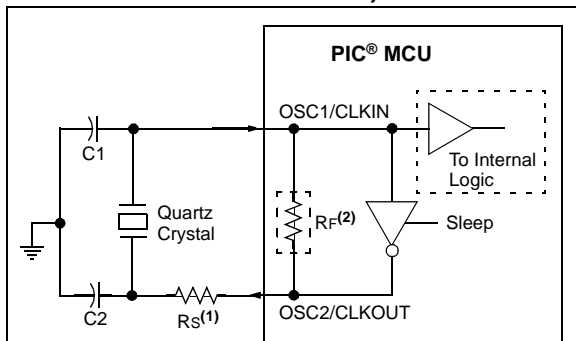 PIC® MCU
OSC1/CLKIN
C1
To Internal
Logic
Quartz
Crystal
RF(2)
Sleep
C2
RS(1)
OSC2/CLKOUT